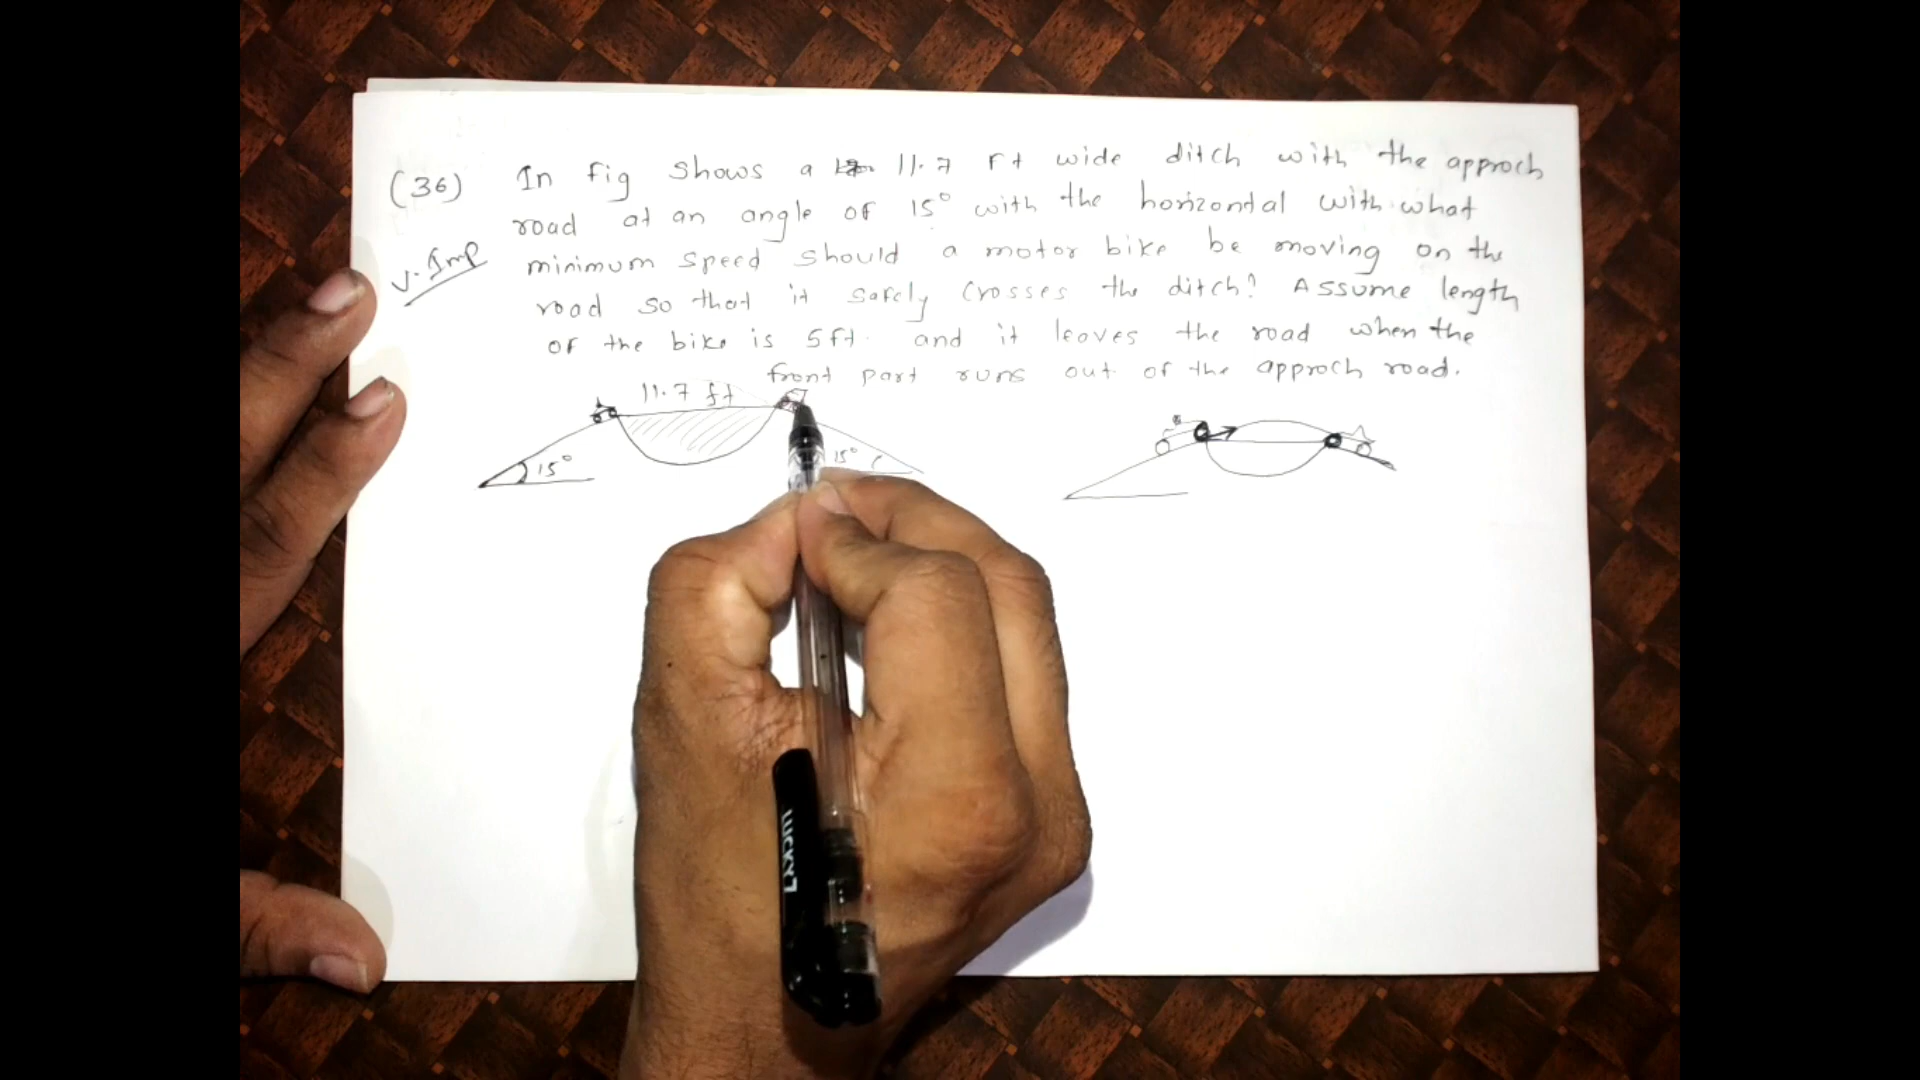 (36) In fig shows a 11.7 Ft wide ditch with the approch
road at an angle of 15° with the horizontal with what
V. Imp
minimum speed should a motor bike be moving on the
road so that it safely crosses the ditch? Assume length
of the bike is 5ft. and it leaves the road when the
front part runs out of the approch road.
11.7 ft
15°
15°
LUCKY